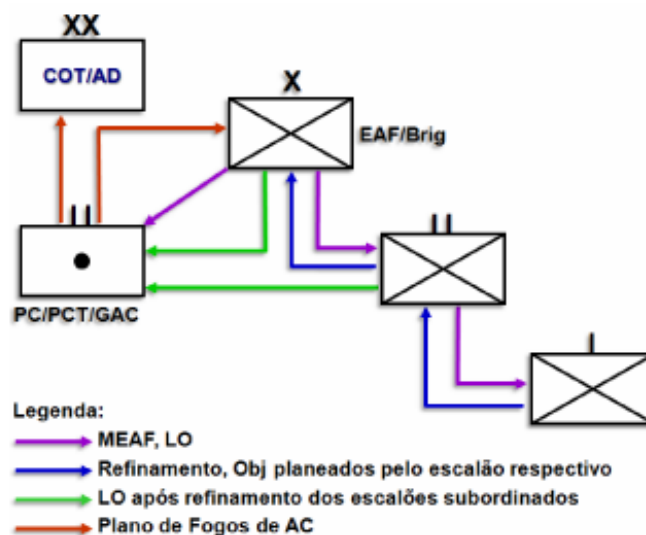 XX
COT/AD
X
EAF/Brig
II
PC/PCT/GAC
II
I
Legenda:
MEAF, LO
Refinamento, Obj planeados pelo escalão respectivo
LO após refinamento dos escalões subordinados
Plano de Fogos de AC